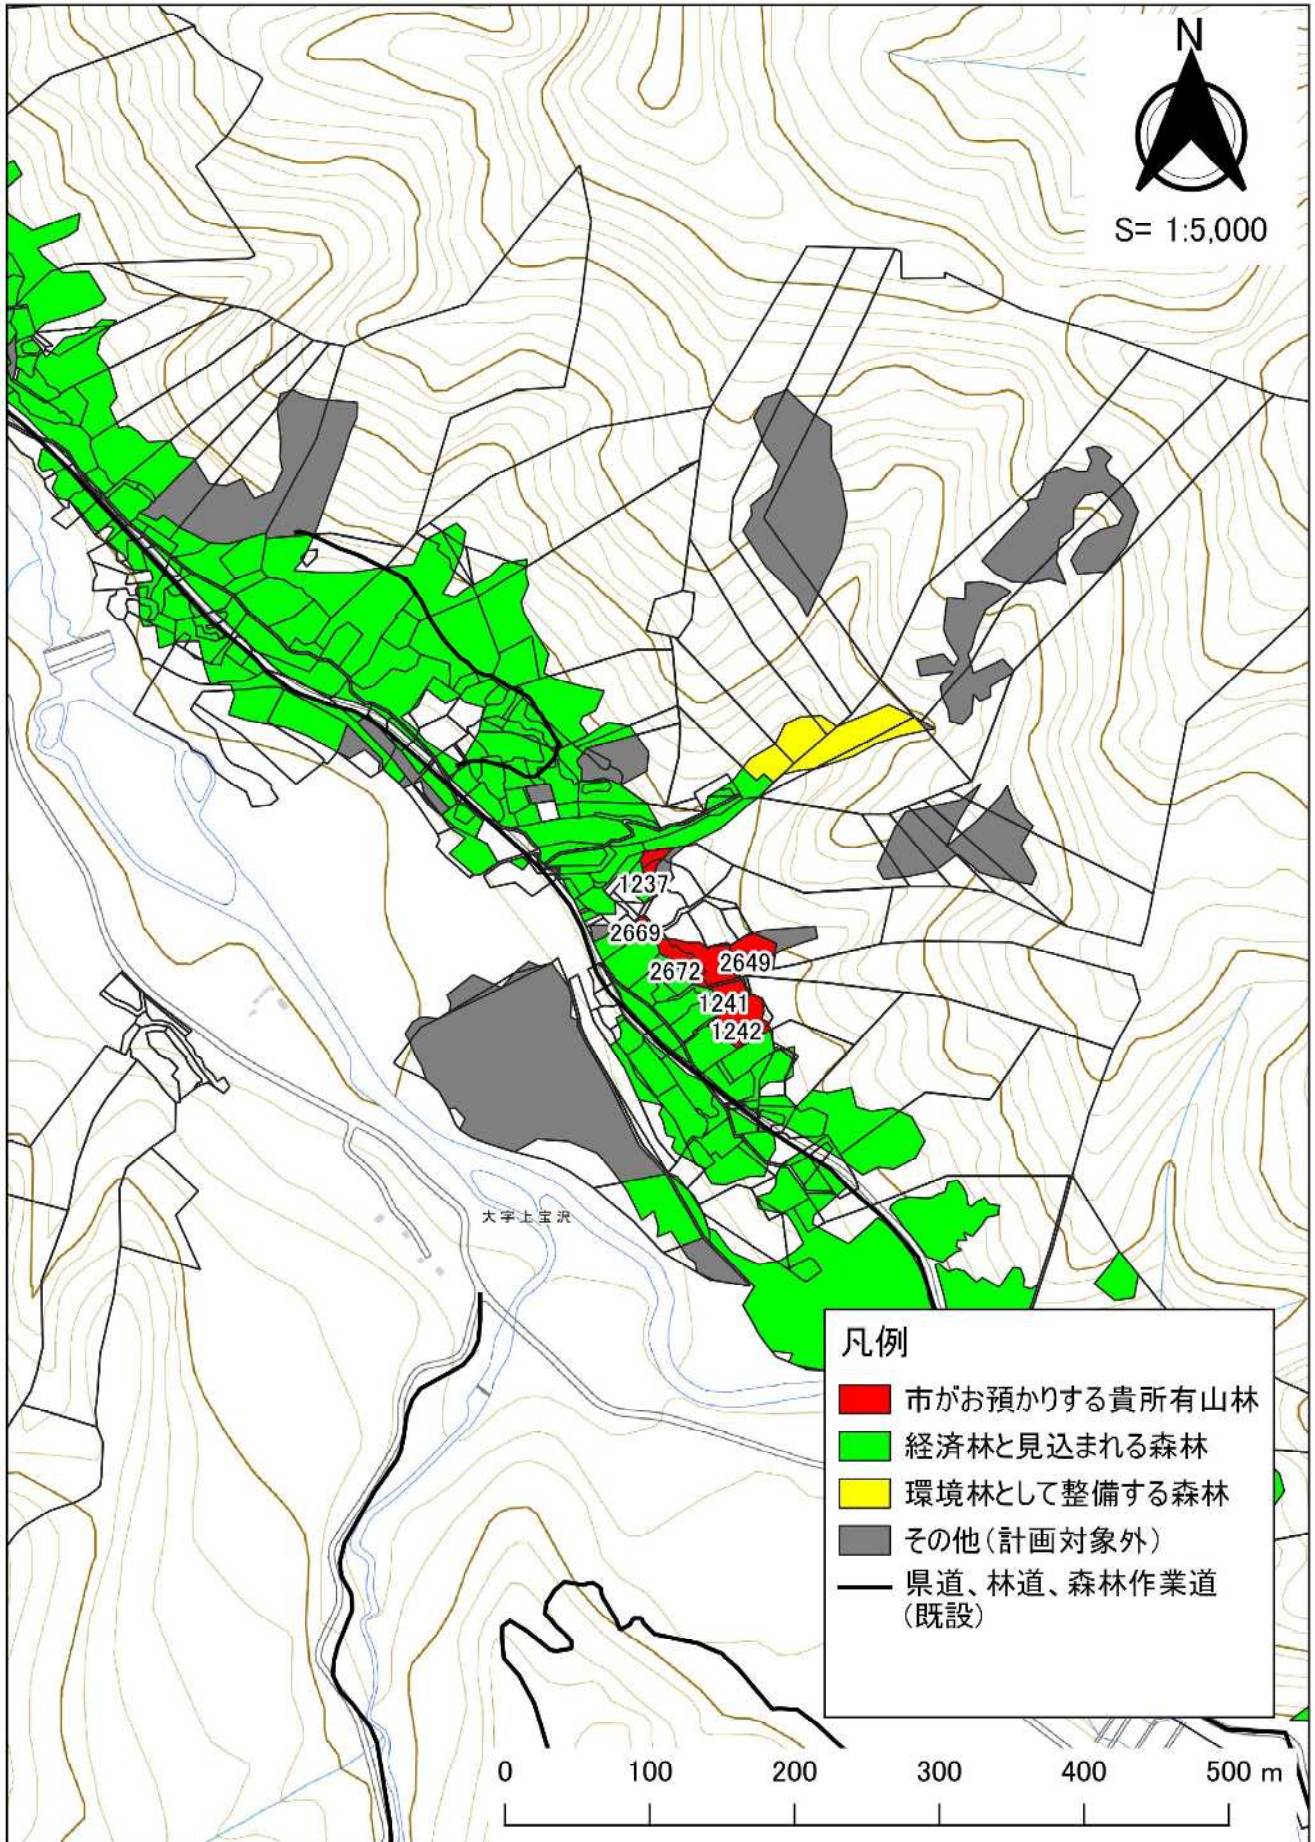 N
S= 1:5,000
1237
2669
2672
2649
1241
1242
大字上宝沢
凡例
市がお預かりする貴所有山林
経済林と見込まれる森林
環境林として整備する森林
その他(計画対象外)
県道、林道、森林作業道
(既設)
0 100 200 300 400 500 m